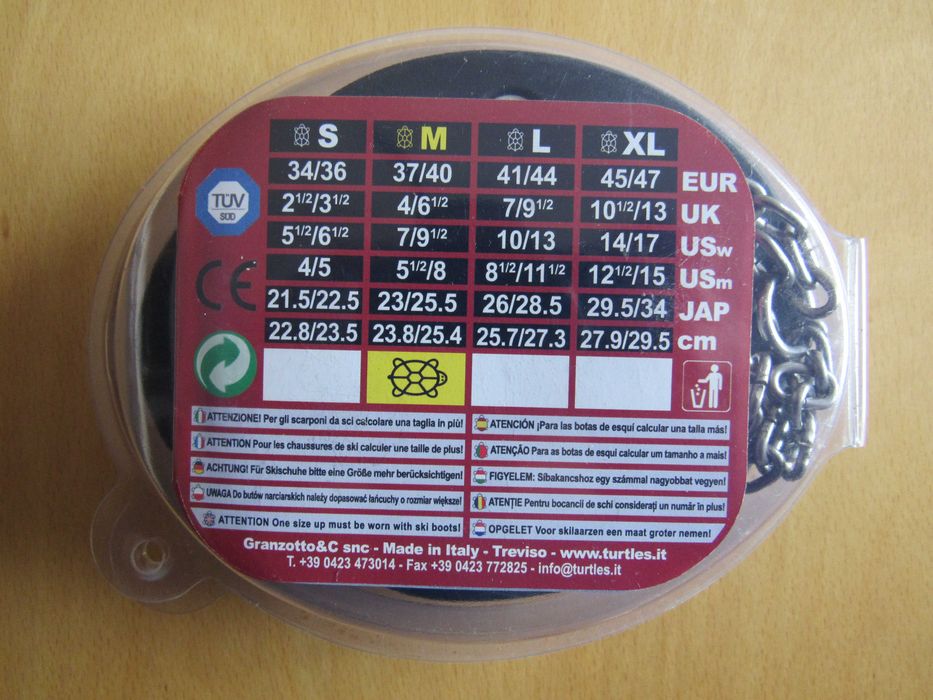 S M L XL
34/36 37/40 41/44 45/47 EUR
2 1/2/3 1/2 4/6 1/2 7/9 1/2 10 1/2/13 UK
5 1/2/6 1/2 7/9 1/2 10/13 14/17 USw
4/5 5 1/2/8 8 1/2/11 1/2 12 1/2/15 USm
21.5/22.5 23/25.5 26/28.5 29.5/34 JAP
22.8/23.5 23.8/25.4 25.7/27.3 27.9/29.5 cm
TÜV
SÜD
CE
ATTENZIONE! Per gli scarponi da sci calcolare una taglia in più!
ATTENTION Pour les chaussures de ski calculer une taille de plus!
ACHTUNG! Für Skischuhe bitte eine Größe mehr berücksichtigen!
UWAGA Do butów narciarskich należy dopasować łańcuchy o rozmiar większe!
ATTENTION One size up must be worn with ski boots!
ATENCIÓN ¡Para las botas de esquí calcular una talla más!
ATENÇÃO Para as botas de esqui calcular um tamanho a mais!
FIGYELEM: Síbakancshoz egy számmal nagyobbat vegyen!
ATENȚIE Pentru bocancii de schi considerați un număr în plus!
OPGELET Voor skilaarzen een maat groter nemen!
Granzotto&C snc - Made in Italy - Treviso - www.turtles.it
T. +39 0423 473014 - Fax +39 0423 772825 - info@turtles.it